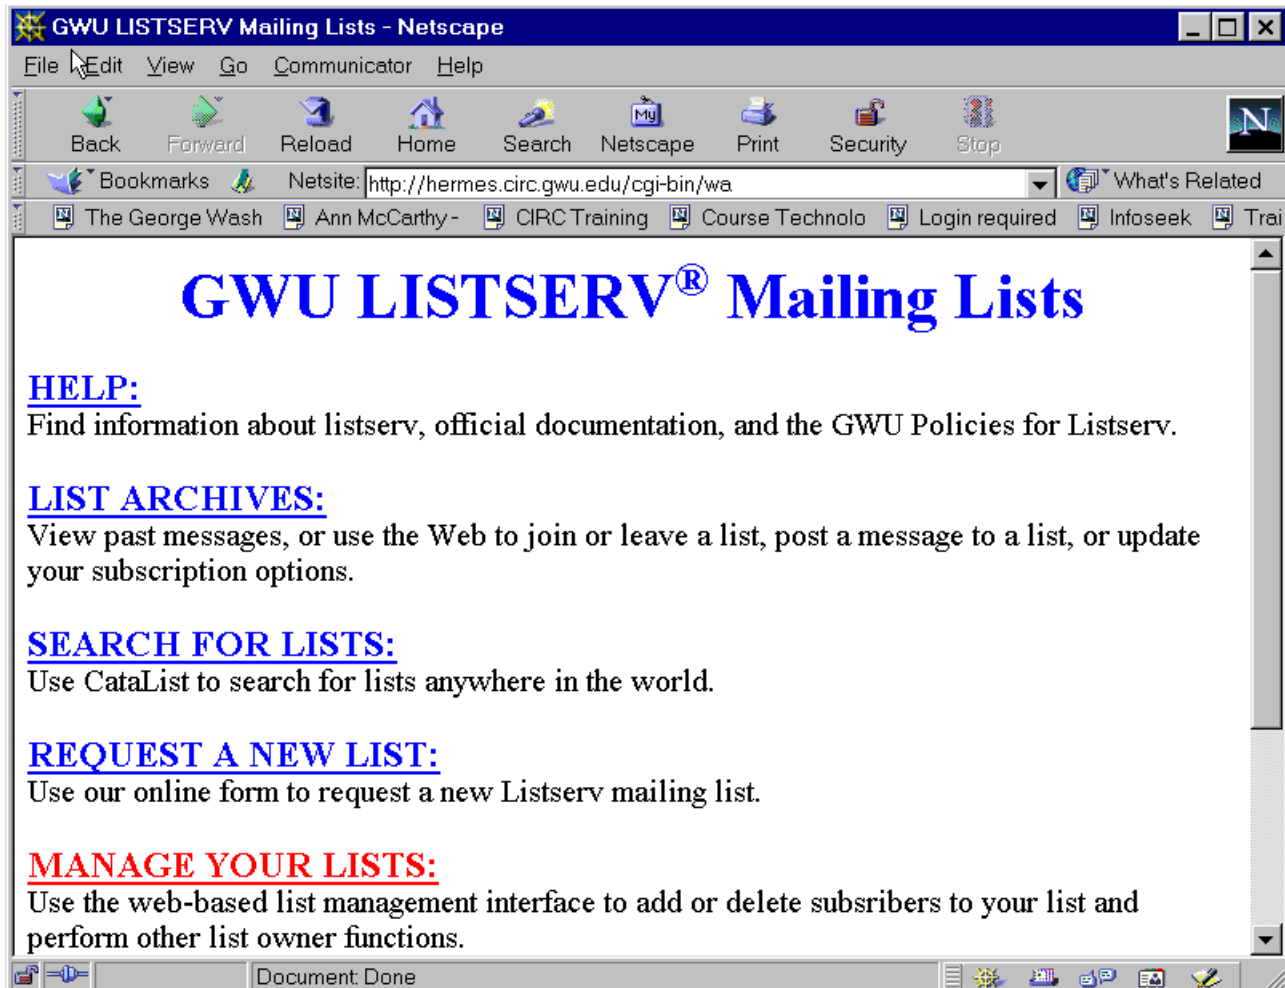 GWU LISTSERV Mailing Lists - Netscape
File Edit View Go Communicator Help
Back Forward Reload Home Search Netscape Print Security Stop
Bookmarks Netsite: http://hermes.circ.gwu.edu/cgi-bin/wa What's Related
The George Wash Ann McCarthy - CIRC Training Course Technolo Login required Infoseek Trai
GWU LISTSERV® Mailing Lists
HELP:
Find information about listserv, official documentation, and the GWU Policies for Listserv.
LIST ARCHIVES:
View past messages, or use the Web to join or leave a list, post a message to a list, or update
your subscription options.
SEARCH FOR LISTS:
Use CataList to search for lists anywhere in the world.
REQUEST A NEW LIST:
Use our online form to request a new Listserv mailing list.
MANAGE YOUR LISTS:
Use the web-based list management interface to add or delete subsribers to your list and
perform other list owner functions.
Document: Done